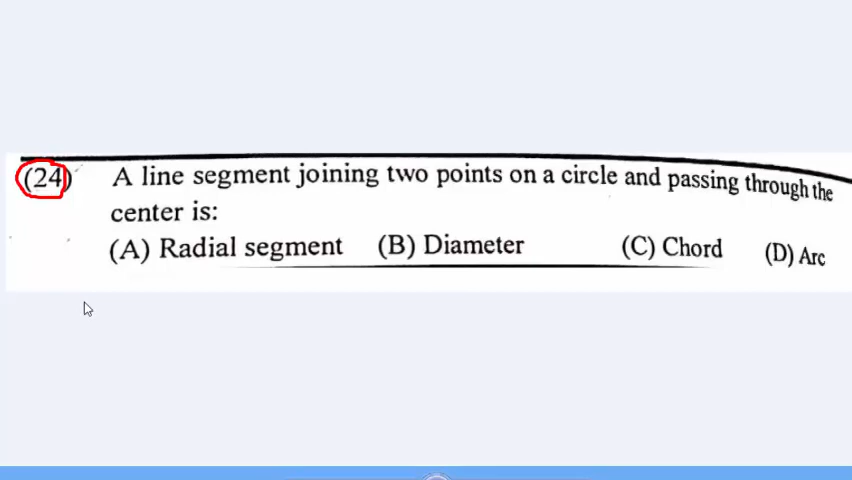 (24) A line segment joining two points on a circle and passing through the
center is:
(A) Radial segment (B) Diameter (C) Chord (D) Arc